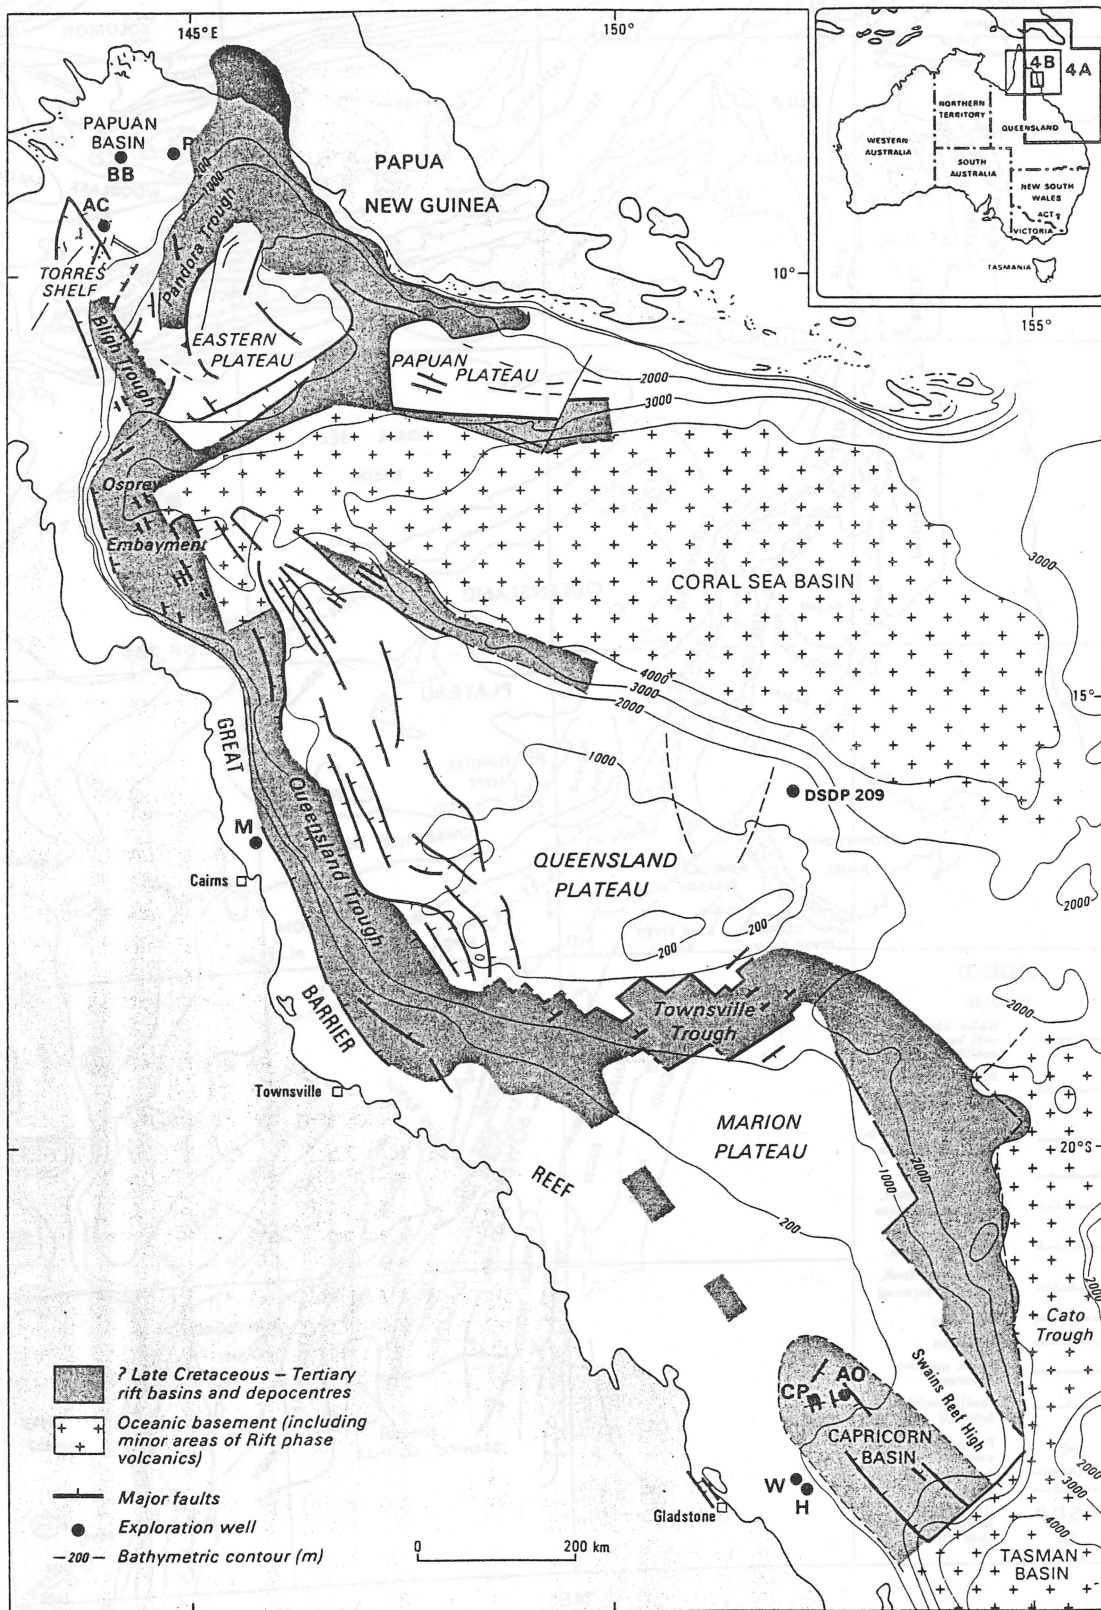 145°E
150°
4B
4A
NORTHERN
TERRITORY
QUEENSLAND
WESTERN
AUSTRALIA
SOUTH
AUSTRALIA
NEW SOUTH
WALES
ACT
VICTORIA
TASMANIA
155°
10°
PAPUAN
BASIN
BB
AC
PAPUA
NEW GUINEA
200
1000
Pandora Trough
TORRES
SHELF
Bligh Trough
EASTERN
PLATEAU
PAPUAN
PLATEAU
2000
3000
Osprey
Embayment
CORAL SEA BASIN
3000
4000
3000
2000
15°
1000
GREAT
BARRIER
REEF
Queensland Trough
M
Cairns
DSDP 209
QUEENSLAND
PLATEAU
200
200
2000
Townsville
Trough
2000
Townsville
MARION
PLATEAU
20°S
2000
1000
200
2000
Cato
Trough
Swains Reef High
AO
CP
CAPRICORN
BASIN
W
H
Gladstone
2000
3000
4000
TASMAN
BASIN
? Late Cretaceous – Tertiary
rift basins and depocentres
Oceanic basement (including
minor areas of Rift phase
volcanics)
Major faults
Exploration well
–200– Bathymetric contour (m)
0 200 km